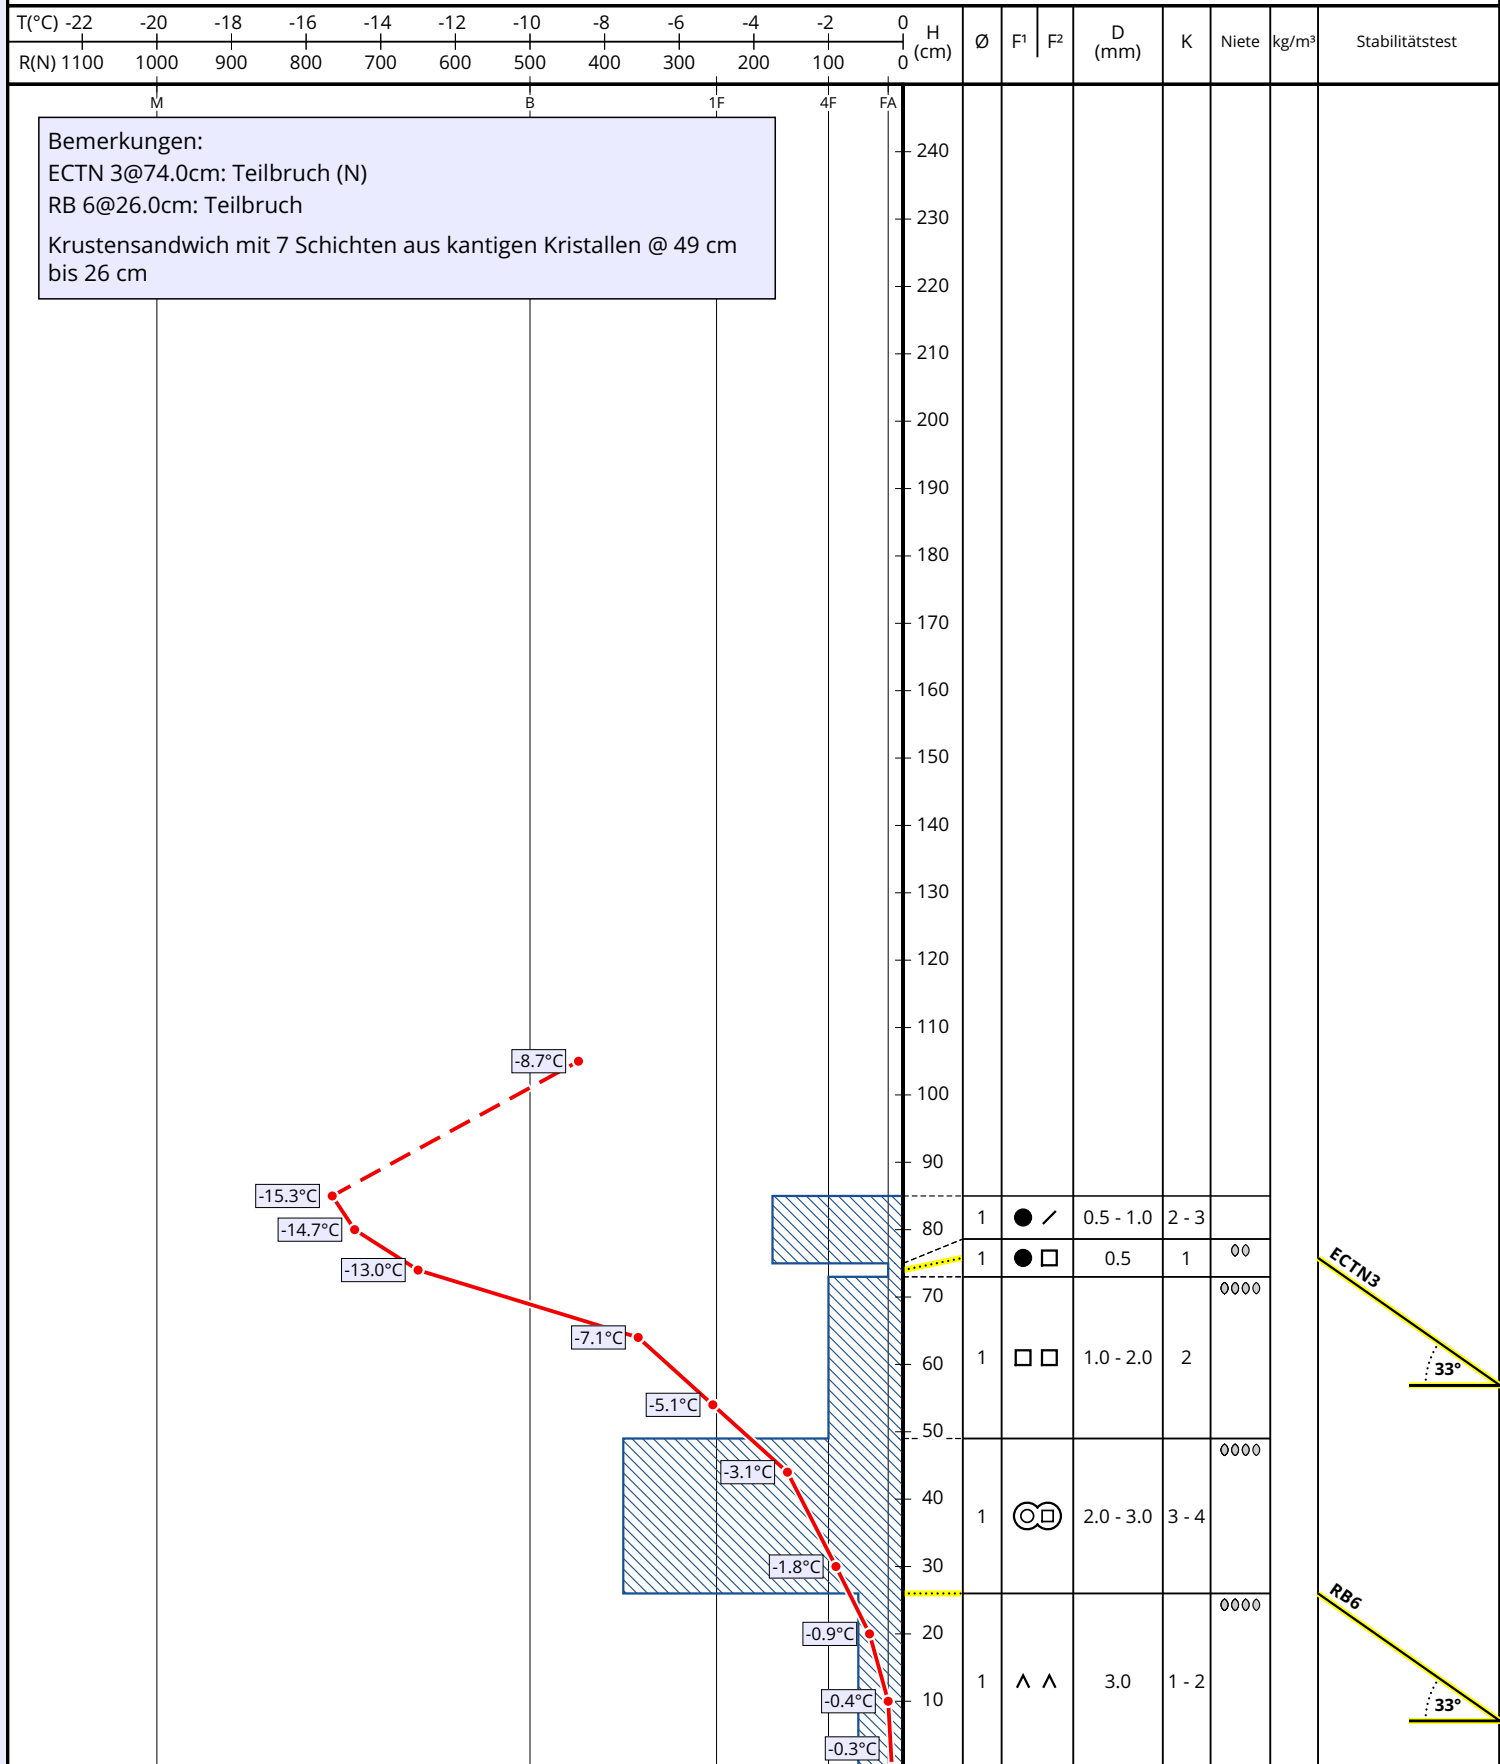 T(°C) -22 -20 -18 -16 -14 -12 -10 -8 -6 -4 -2 0
R(N) 1100 1000 900 800 700 600 500 400 300 200 100 0
H (cm) Ø F¹ F² D (mm) K Niete kg/m³ Stabilitätstest
M B 1F 4F FA
Bemerkungen:
ECTN 3@74.0cm: Teilbruch (N)
RB 6@26.0cm: Teilbruch
Krustensandwich mit 7 Schichten aus kantigen Kristallen @ 49 cm
bis 26 cm
240
230
220
210
200
190
180
170
160
150
140
130
120
110
-8.7°C
100
90
-15.3°C
1 0.5 - 1.0 2 - 3
-14.7°C 80
1 0.5 1
-13.0°C
ECTN3
70
-7.1°C
60
1 1.0 - 2.0 2
33°
-5.1°C
50
-3.1°C
40
1 2.0 - 3.0 3 - 4
-1.8°C 30
RB6
-0.9°C 20
1 3.0 1 - 2
-0.4°C 10
33°
-0.3°C